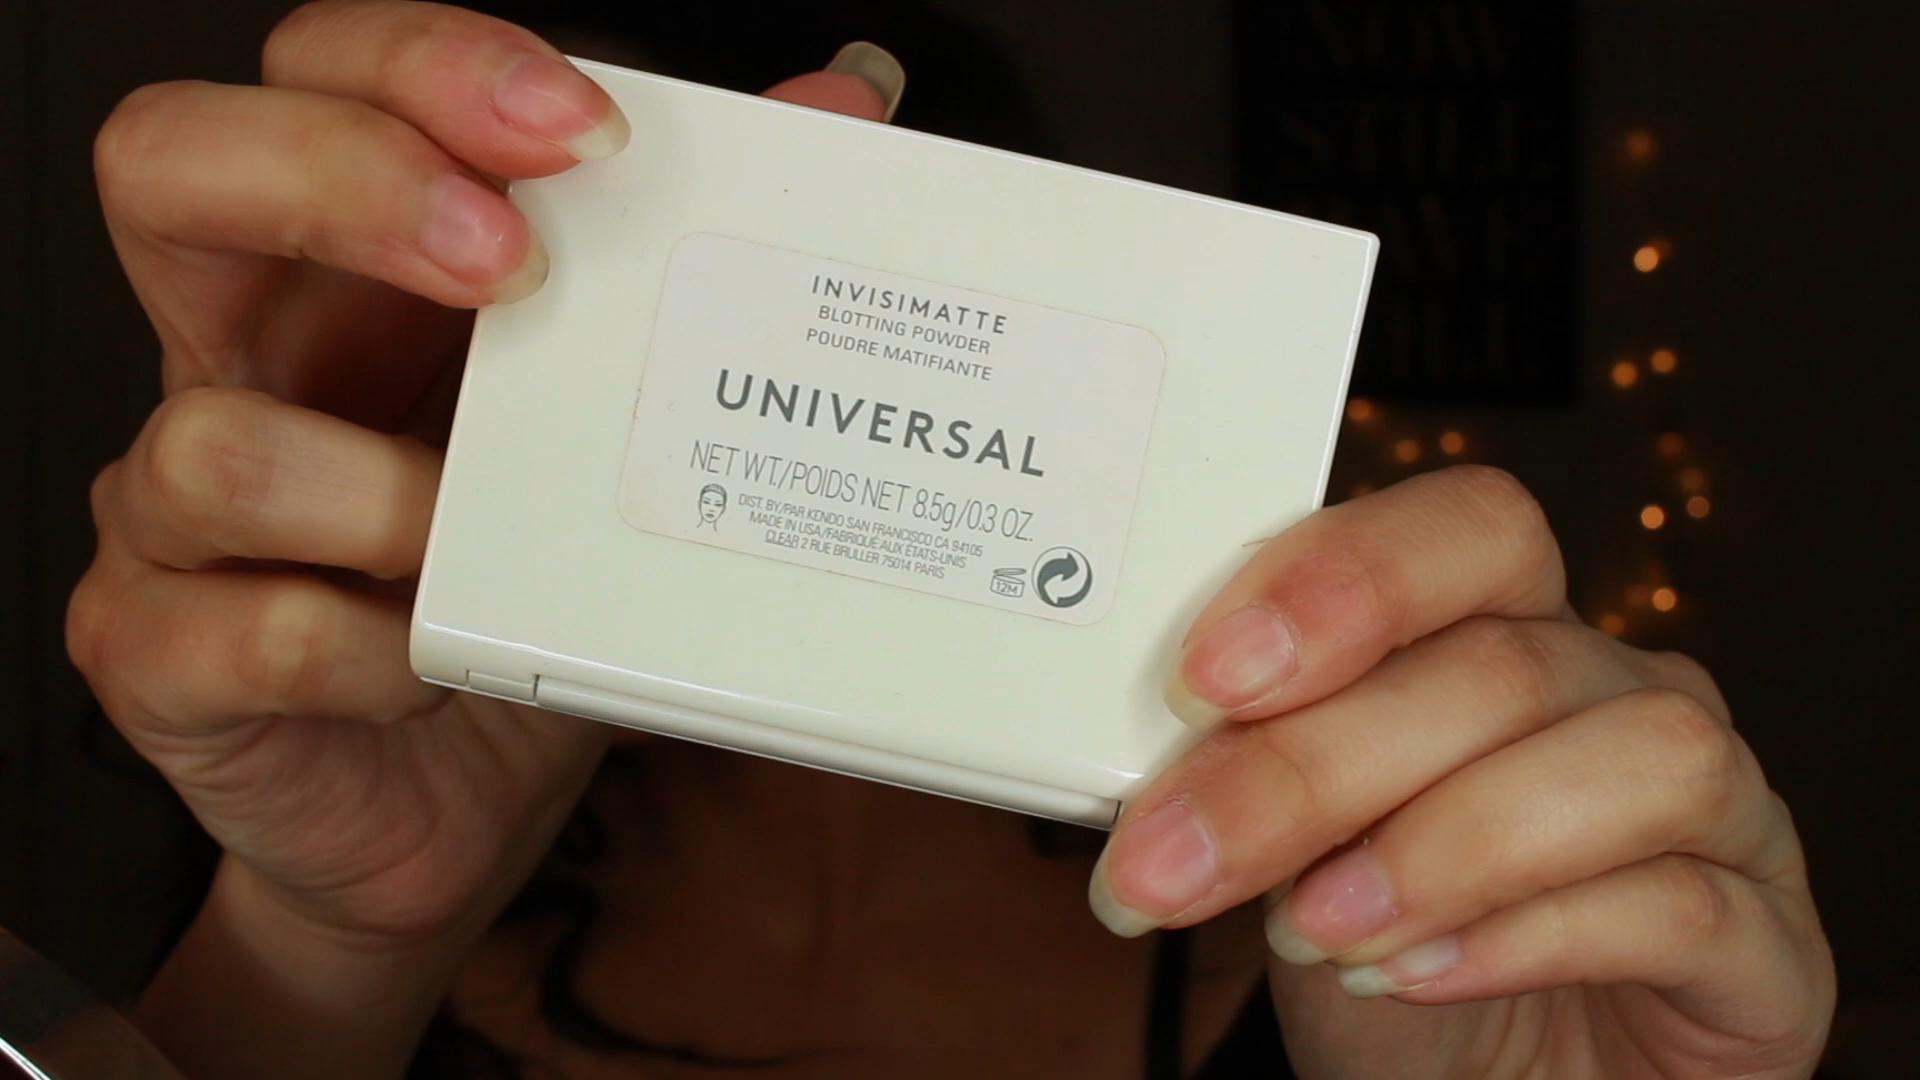 INVISIMATTE
BLOTTING POWDER
POUDRE MATIFIANTE
UNIVERSAL
NET WT./POIDS NET 8.5g/0.3 OZ.
DIST. BY/PAR KENDO SAN FRANCISCO CA 94105
MADE IN USA/FABRIQUÉ AUX ÉTATS-UNIS
CLEAR 2 RUE BRULLER 75014 PARIS
12M